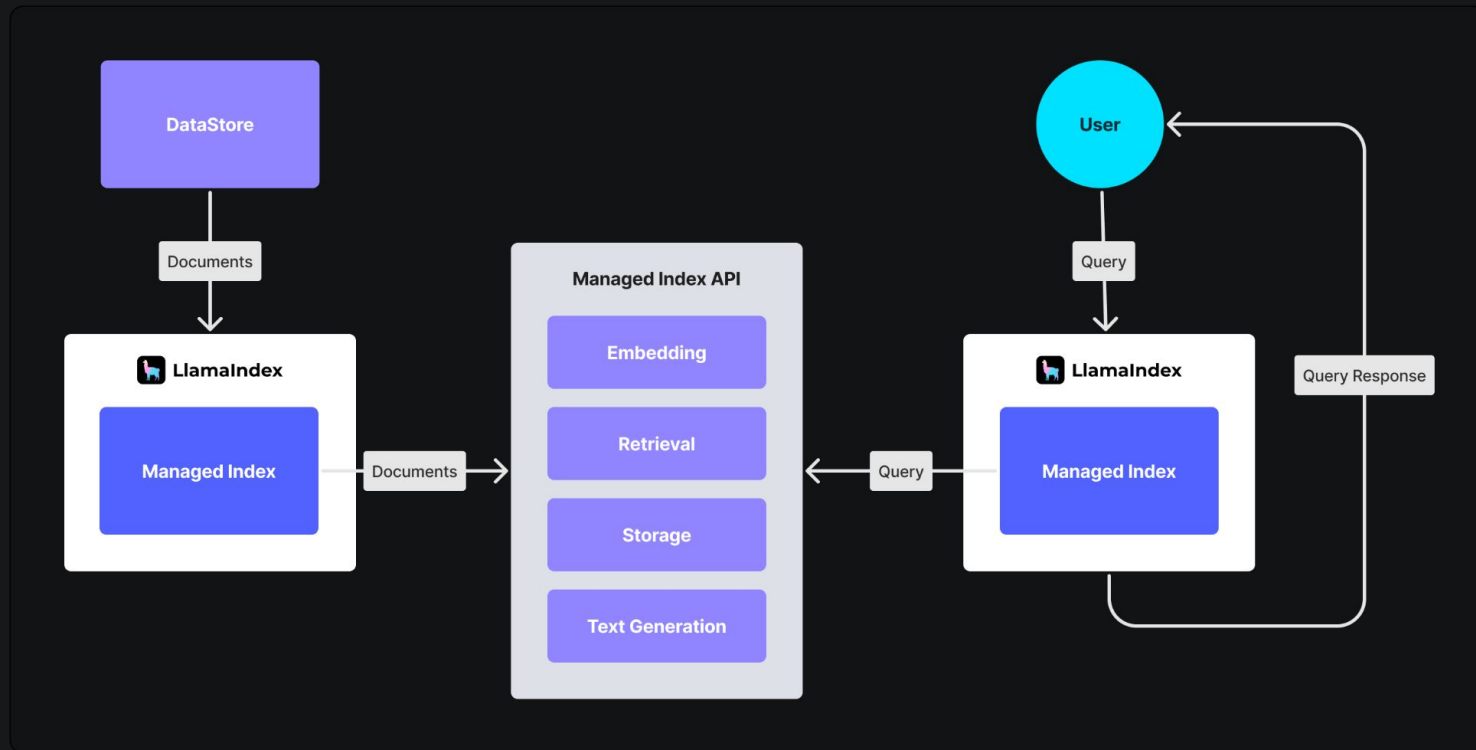 DataStore
Documents
LlamaIndex
Managed Index
Documents
Managed Index API
Embedding
Retrieval
Storage
Text Generation
User
Query
LlamaIndex
Managed Index
Query
Query Response